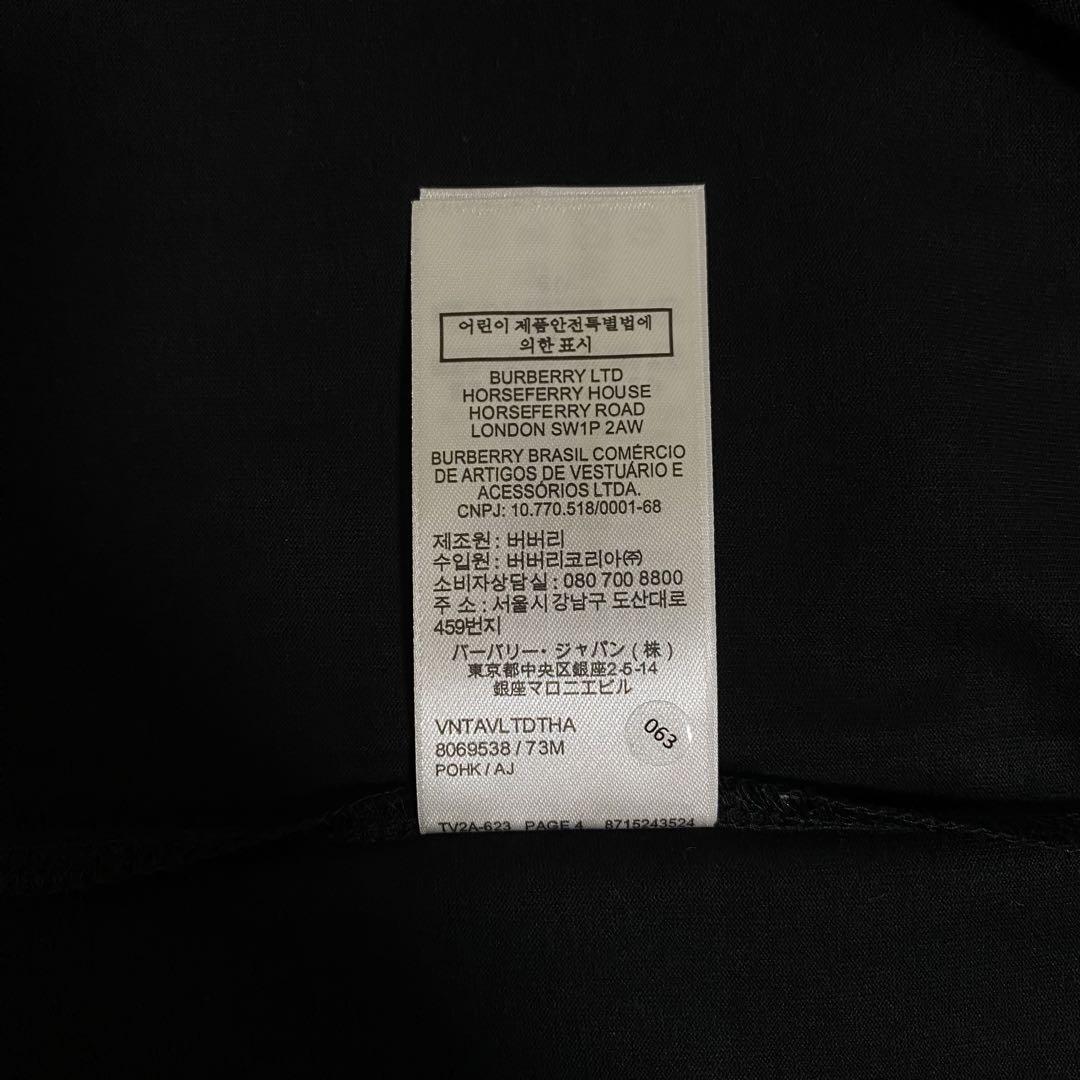 어린이 제품안전특별법에
의한 표시
BURBERRY LTD
HORSEFERRY HOUSE
HORSEFERRY ROAD
LONDON SW1P 2AW
BURBERRY BRASIL COMÉRCIO
DE ARTIGOS DE VESTUÁRIO E
ACESSÓRIOS LTDA.
CNPJ: 10.770.518/0001-68
제조원 : 버버리
수입원 : 버버리코리아㈜
소비자상담실 : 080 700 8800
주 소 : 서울시 강남구 도산대로
459번지
バーバリー・ジャパン ( 株 )
東京都中央区銀座2-5-14
銀座マロニエビル
VNTAVLTDTHA
063
8069538 / 73M
POHK / AJ
TV2A-623 PAGE 4 8715243524